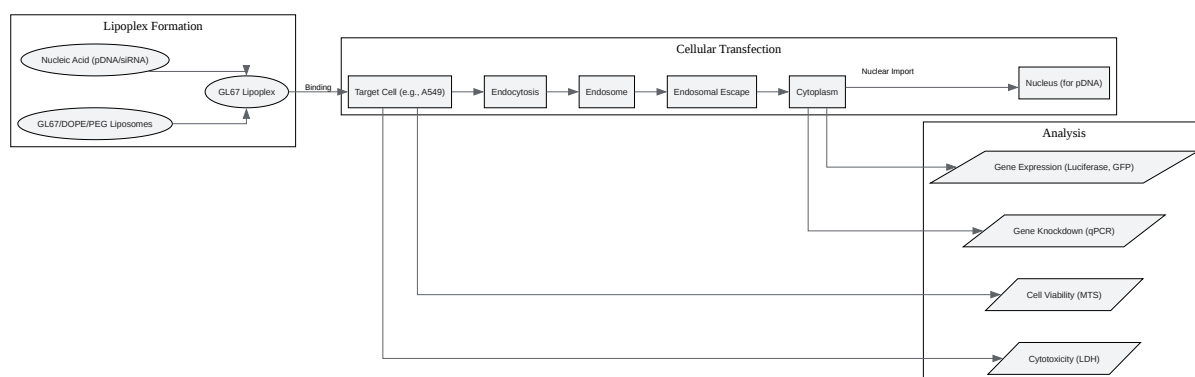 Lipoplex Formation
Nucleic Acid (pDNA/siRNA)
GL67 Lipoplex
GL67/DOPE/PEG Liposomes
Binding
Cellular Transfection
Target Cell (e.g., A549)
Endocytosis
Endosome
Endosomal Escape
Cytoplasm
Nuclear Import
Nucleus (for pDNA)
Analysis
Gene Expression (Luciferase, GFP)
Gene Knockdown (qPCR)
Cell Viability (MTS)
Cytotoxicity (LDH)